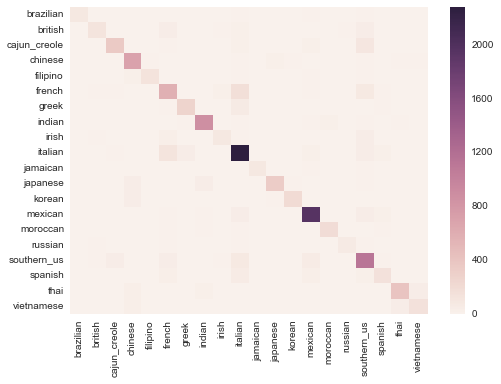 brazilian
british
cajun_creole
chinese
filipino
french
greek
indian
irish
italian
jamaican
japanese
korean
mexican
moroccan
russian
southern_us
spanish
thai
vietnamese
brazilian british cajun_creole chinese filipino french greek indian irish italian jamaican japanese korean mexican moroccan russian southern_us spanish thai vietnamese
2000
1600
1200
800
400
0